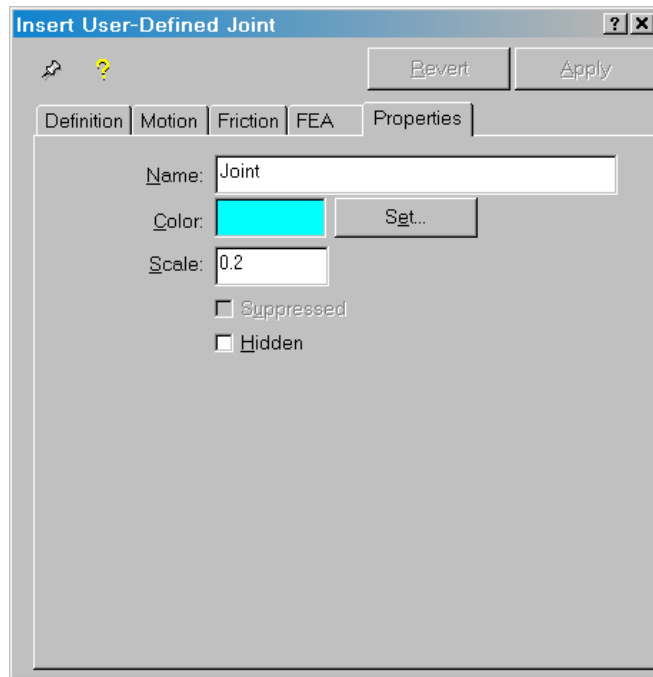 Insert User-Defined Joint
Revert Apply
Definition Motion Friction FEA Properties
Name: Joint
Color: Set...
Scale: 0.2
Suppressed
Hidden